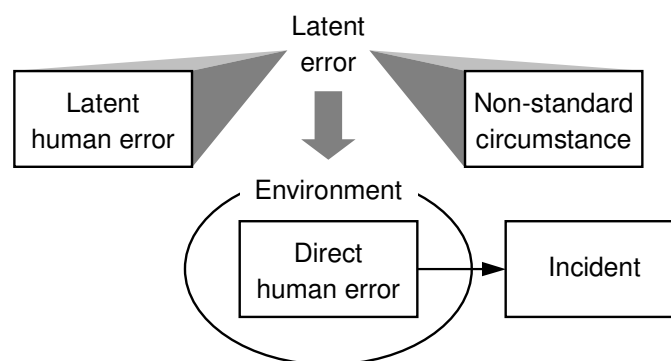 Latent
error
Latent
human error
Non-standard
circumstance
Environment
Direct
human error
Incident